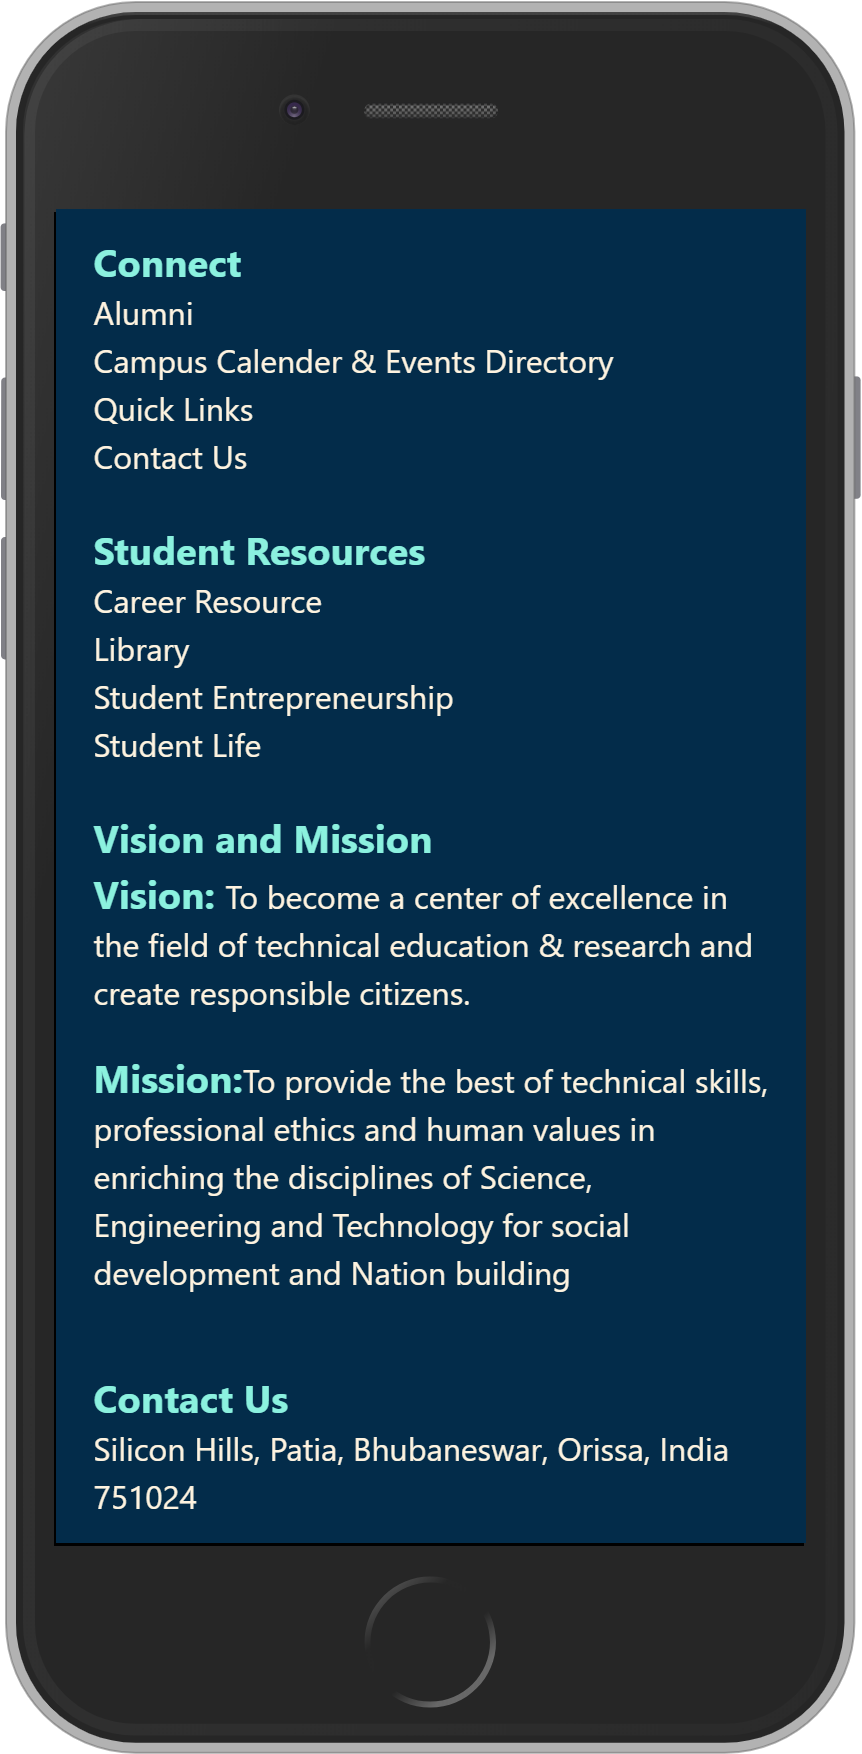 Connect
Alumni
Campus Calender & Events Directory
Quick Links
Contact Us
Student Resources
Career Resource
Library
Student Entrepreneurship
Student Life
Vision and Mission
Vision: To become a center of excellence in
the field of technical education & research and
create responsible citizens.
Mission:To provide the best of technical skills,
professional ethics and human values in
enriching the disciplines of Science,
Engineering and Technology for social
development and Nation building
Contact Us
Silicon Hills, Patia, Bhubaneswar, Orissa, India
751024